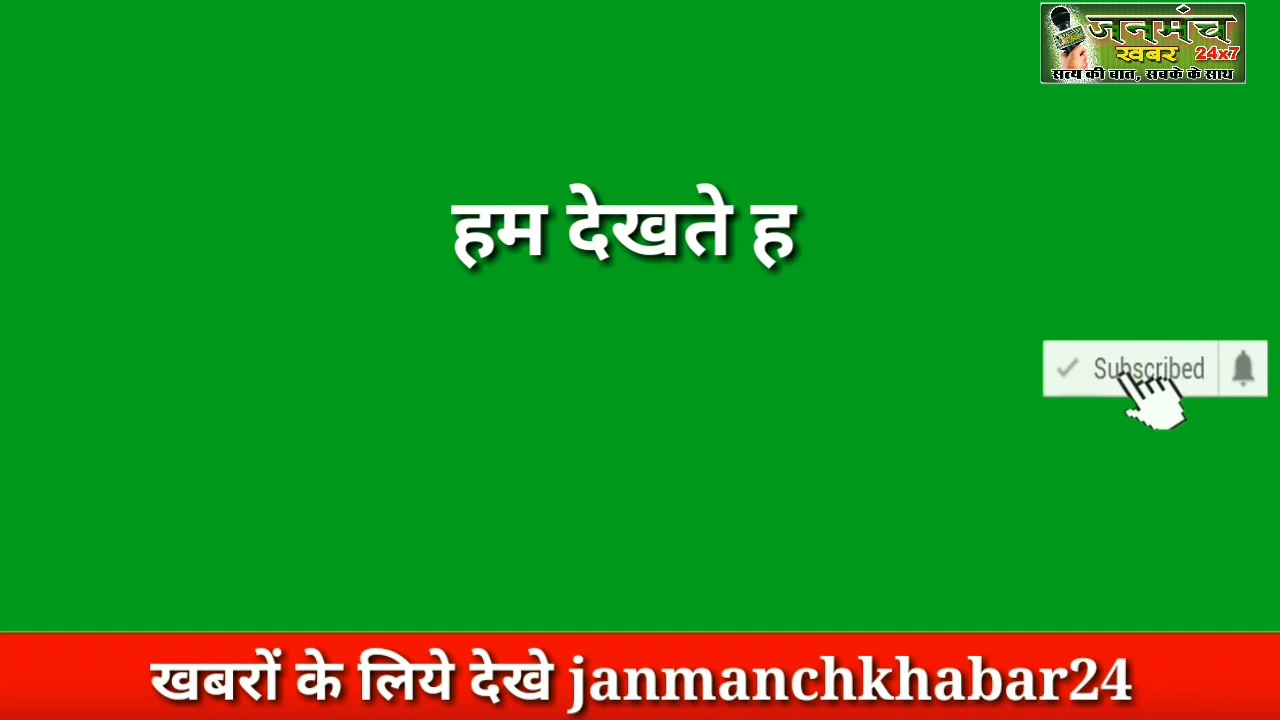 जनमंच
खबर 24x7
सत्य की बात, सबके के साथ
हम देखते ह
Subscribed
खबरों के लिये देखे janmanchkhabar24